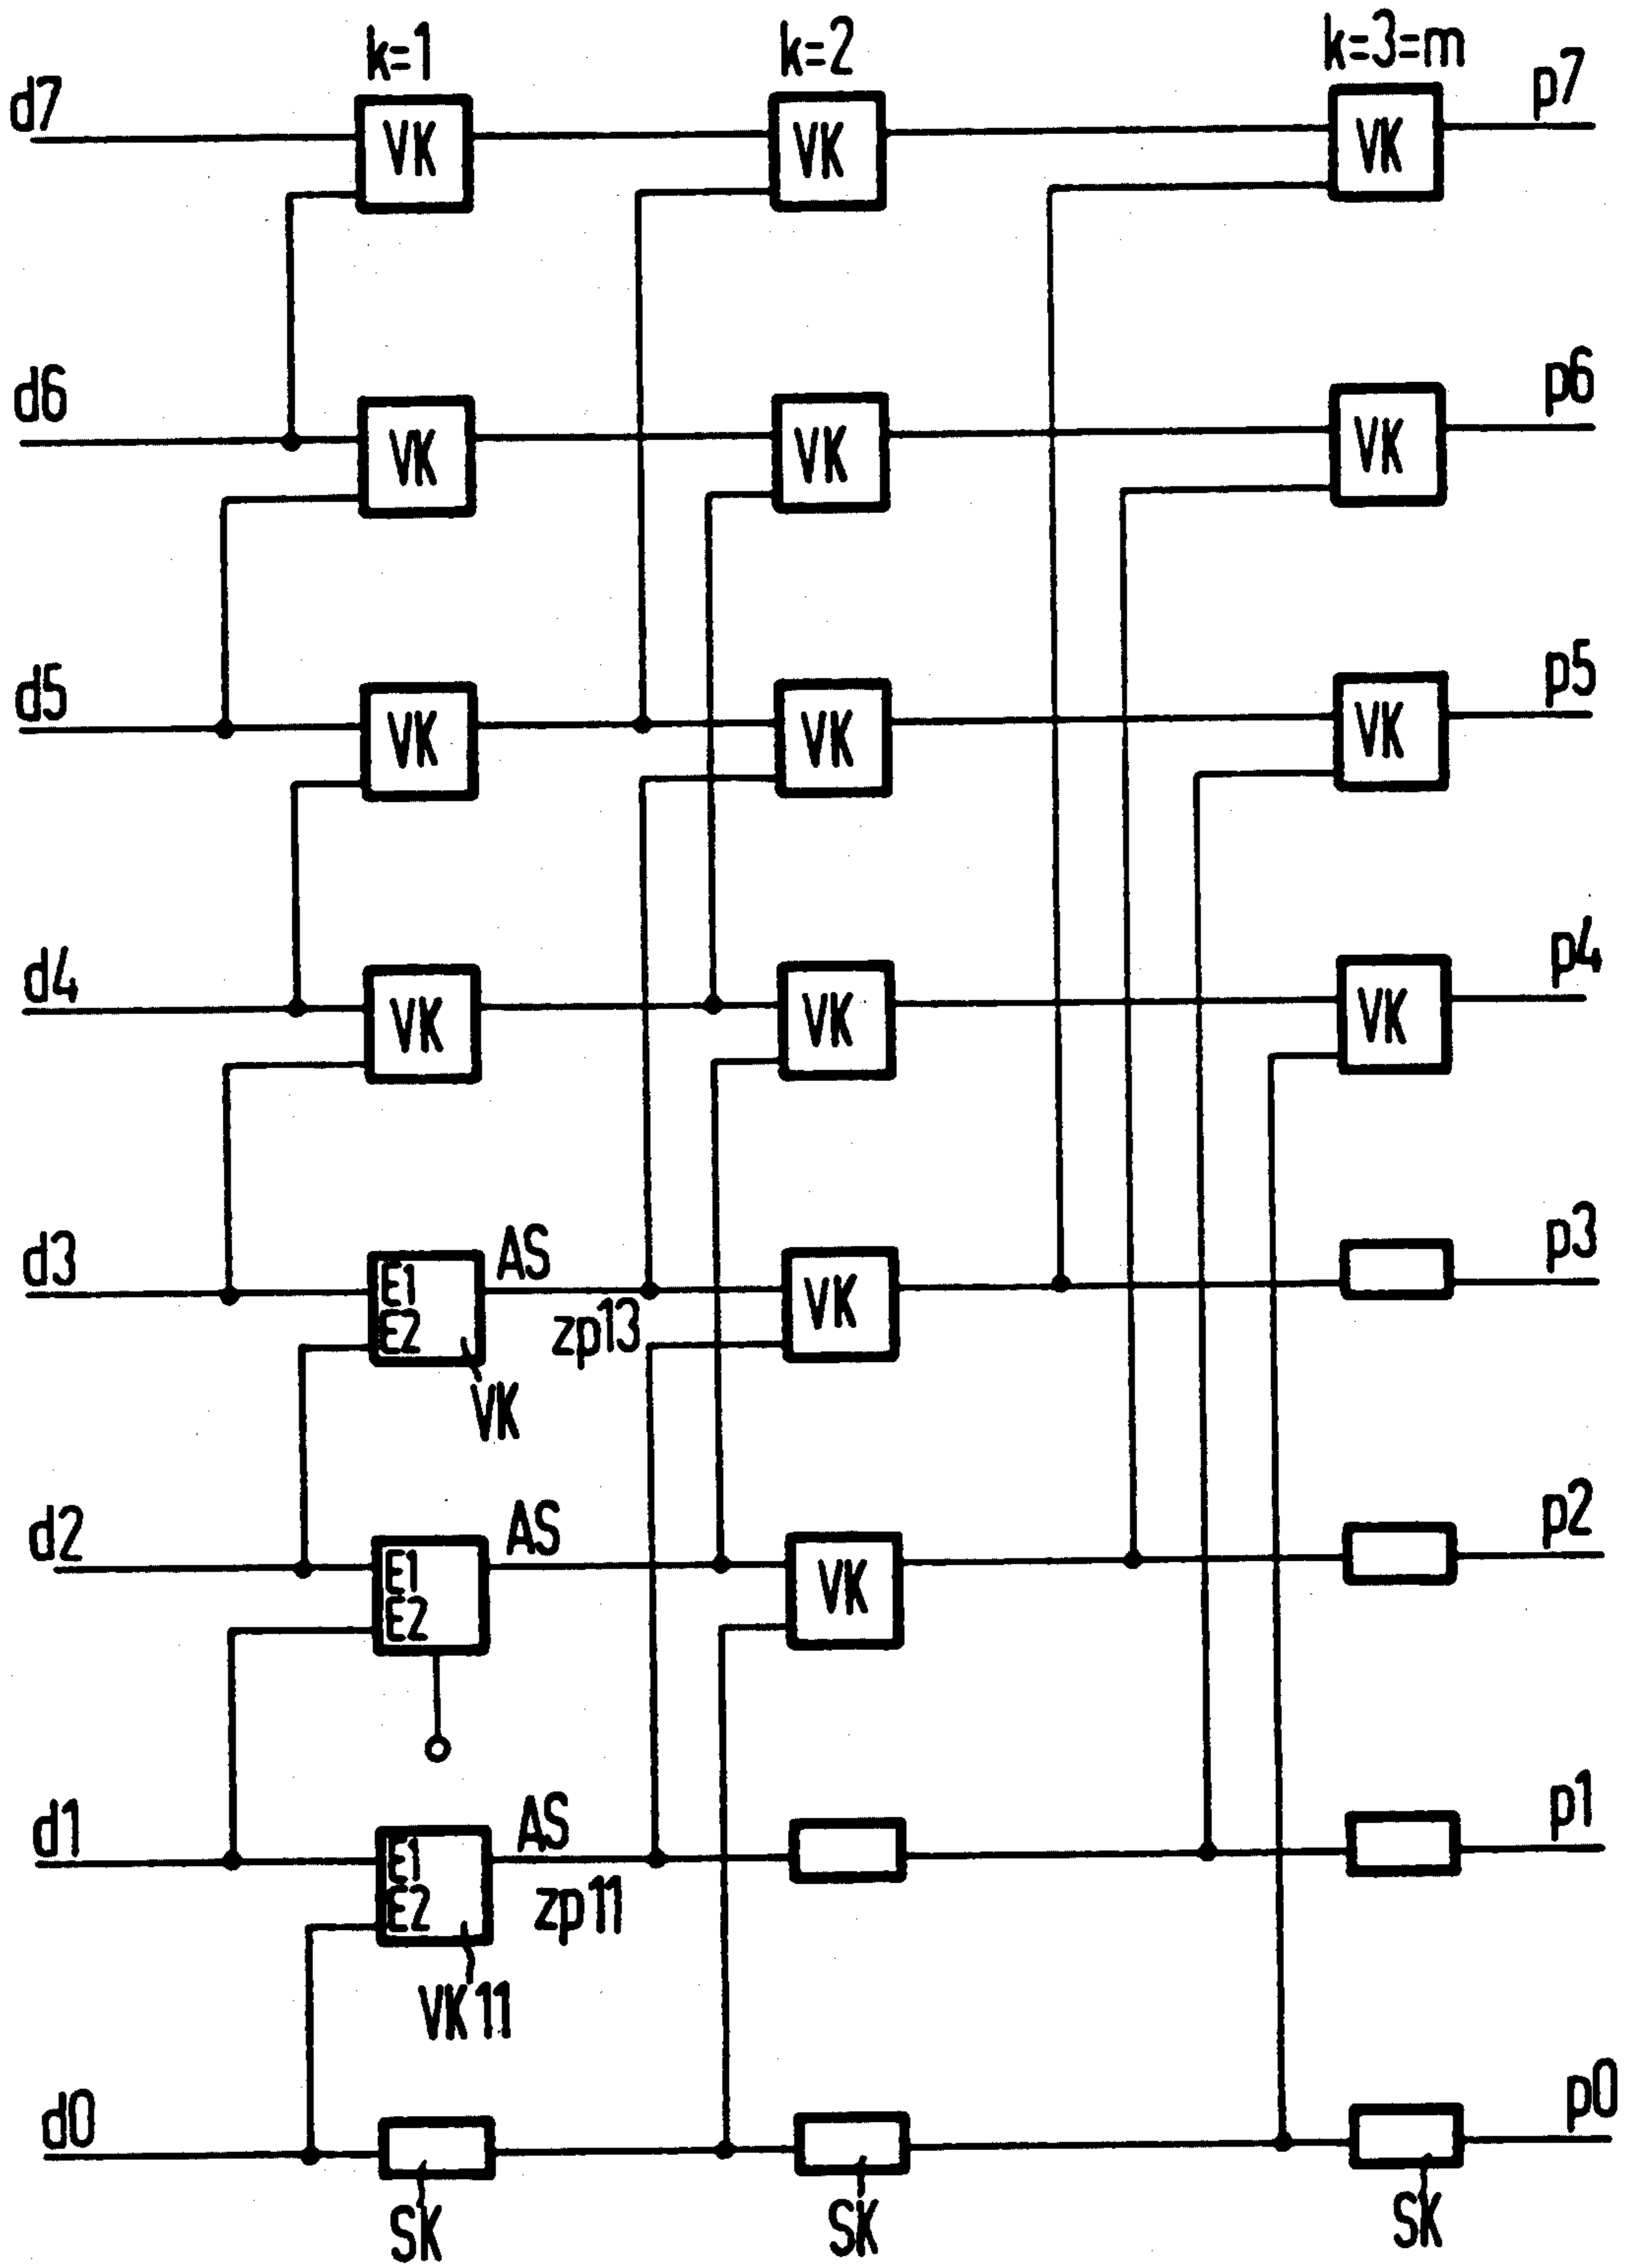 k=1 k=2 k=3=m
d7 VK VK VK p7
d6 VK VK VK p6
d5 VK VK VK p5
d4 VK VK VK p4
d3 E1 AS VK p3
E2 zp13
VK
d2 E1 AS VK p2
E2
d1 E1 AS p1
E2 zp11
VK11
d0 p0
SK SK SK